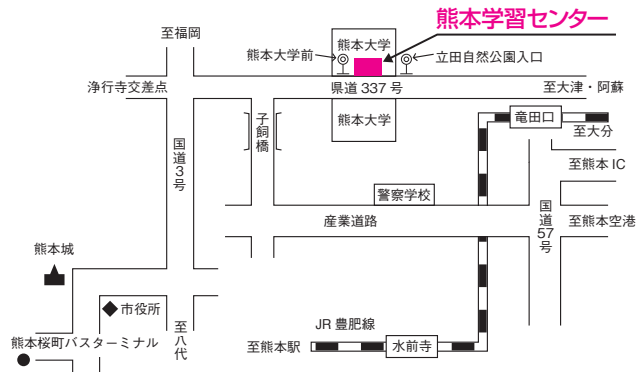 熊本学習センター
至福岡
熊本大学
熊本大学前
立田自然公園入口
浄行寺交差点
県道 337 号
至大津・阿蘇
子飼橋
熊本大学
竜田口
至大分
国道3号
至熊本 IC
警察学校
国道57号
産業道路
至熊本空港
熊本城
市役所
至八代
JR 豊肥線
熊本桜町バスターミナル
至熊本駅
水前寺